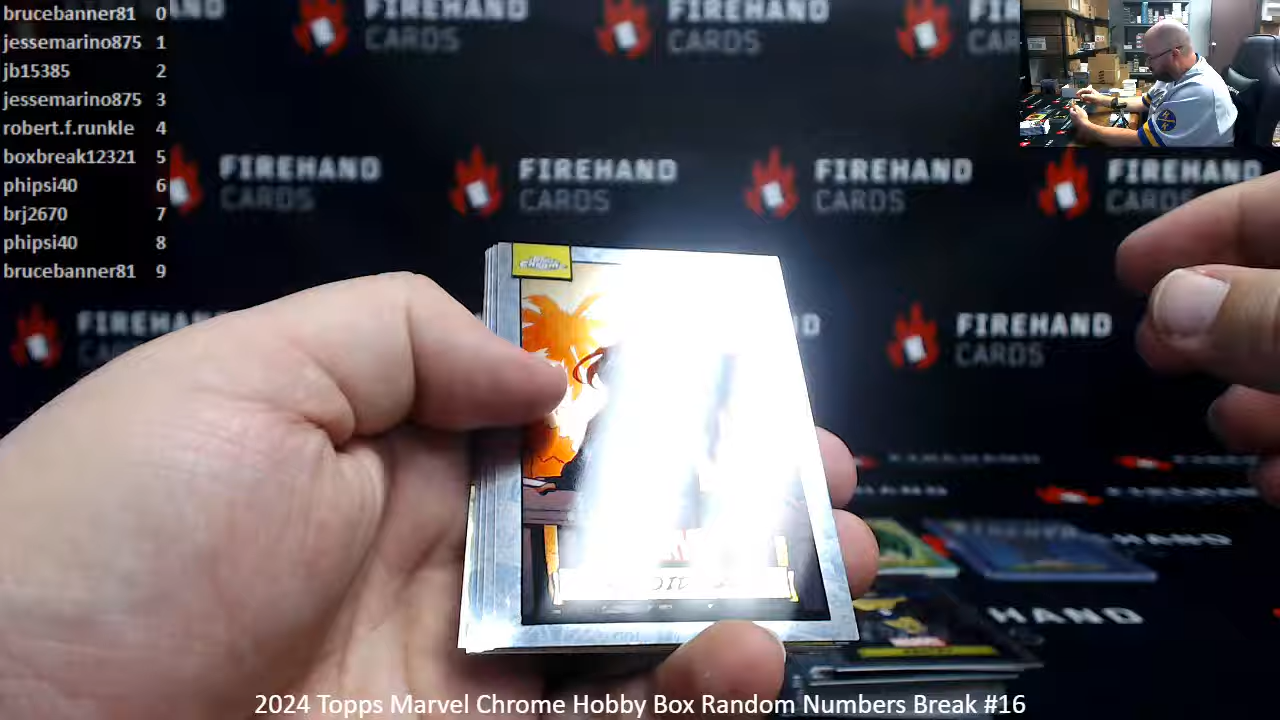 brucebanner81 0
jessemarino875 1
jb15385 2
jessemarino875 3
robert.f.runkle 4
boxbreak12321 5
phipsi40 6
brj2670 7
phipsi40 8
brucebanner81 9
FIREHAND
CARDS
FIREHAND
CARDS
FIREHAND
CARDS
FIREHAND
CARDS
FIREHAND
CARDS
FIREHAND
CARDS
FIREHAND
CARDS
FIREHAND
CARDS
HAND
2024 Topps Marvel Chrome Hobby Box Random Numbers Break #16